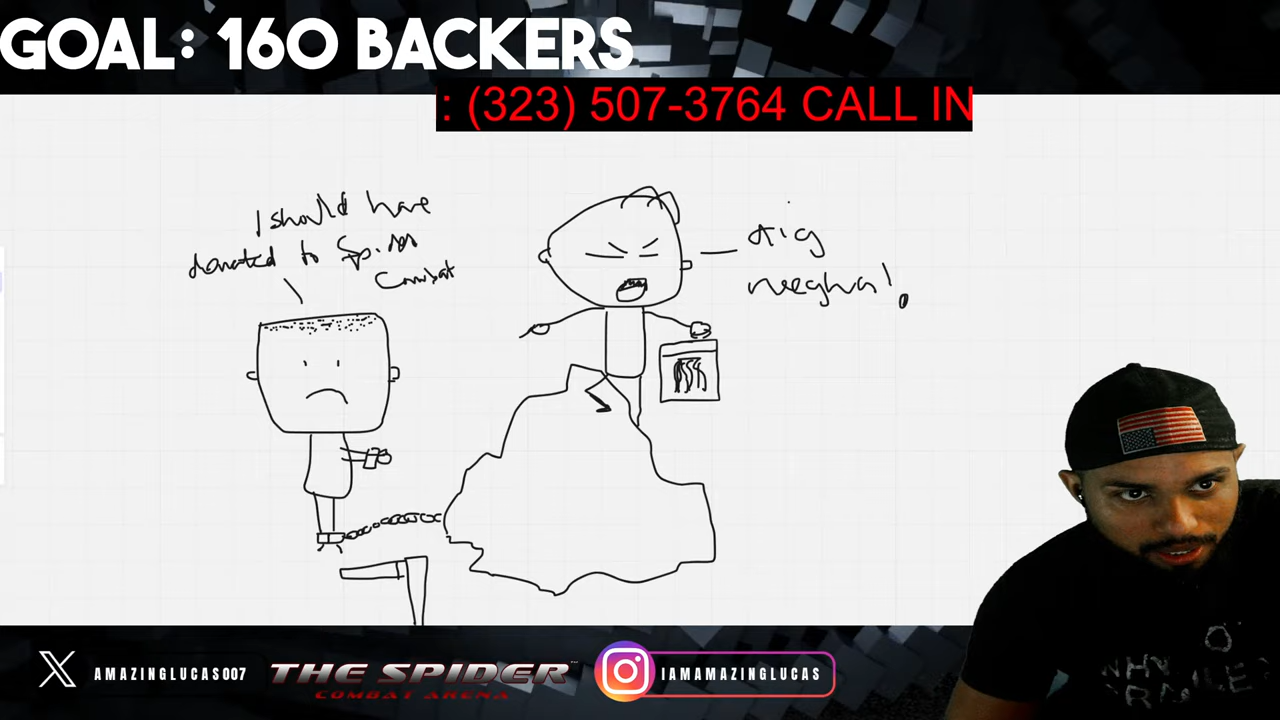 GOAL: 160 BACKERS
: (323) 507-3764 CALL IN
I should have
donated to
Combat
neegha!
AMAZINGLUCAS007
THE SPIDER
COMBAT ARENA
IAMAMAZINGLUCAS
WHY